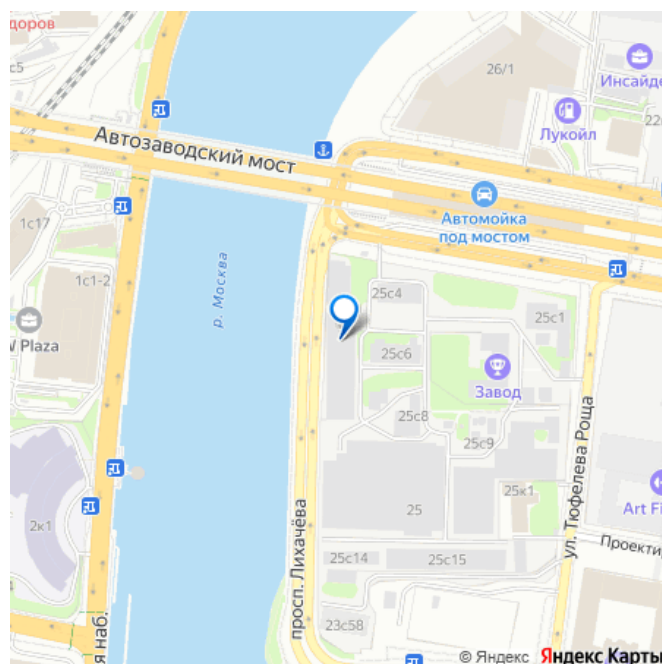 доров
с5
26/1
Инсайде
Лукойл
22
Автозаводский мост
Автомойка
под мостом
1с17
1с1-2
р. Москва
25с4
25с1
V Plaza
25с6
Завод
25с8
25с9
ул. Тюфелева Роща
25к1
Art Fi
2к1
25
просп. Лихачёва
Проекти
25с14
25с15
23с58
я наб.
© Яндекс Яндекс Карты